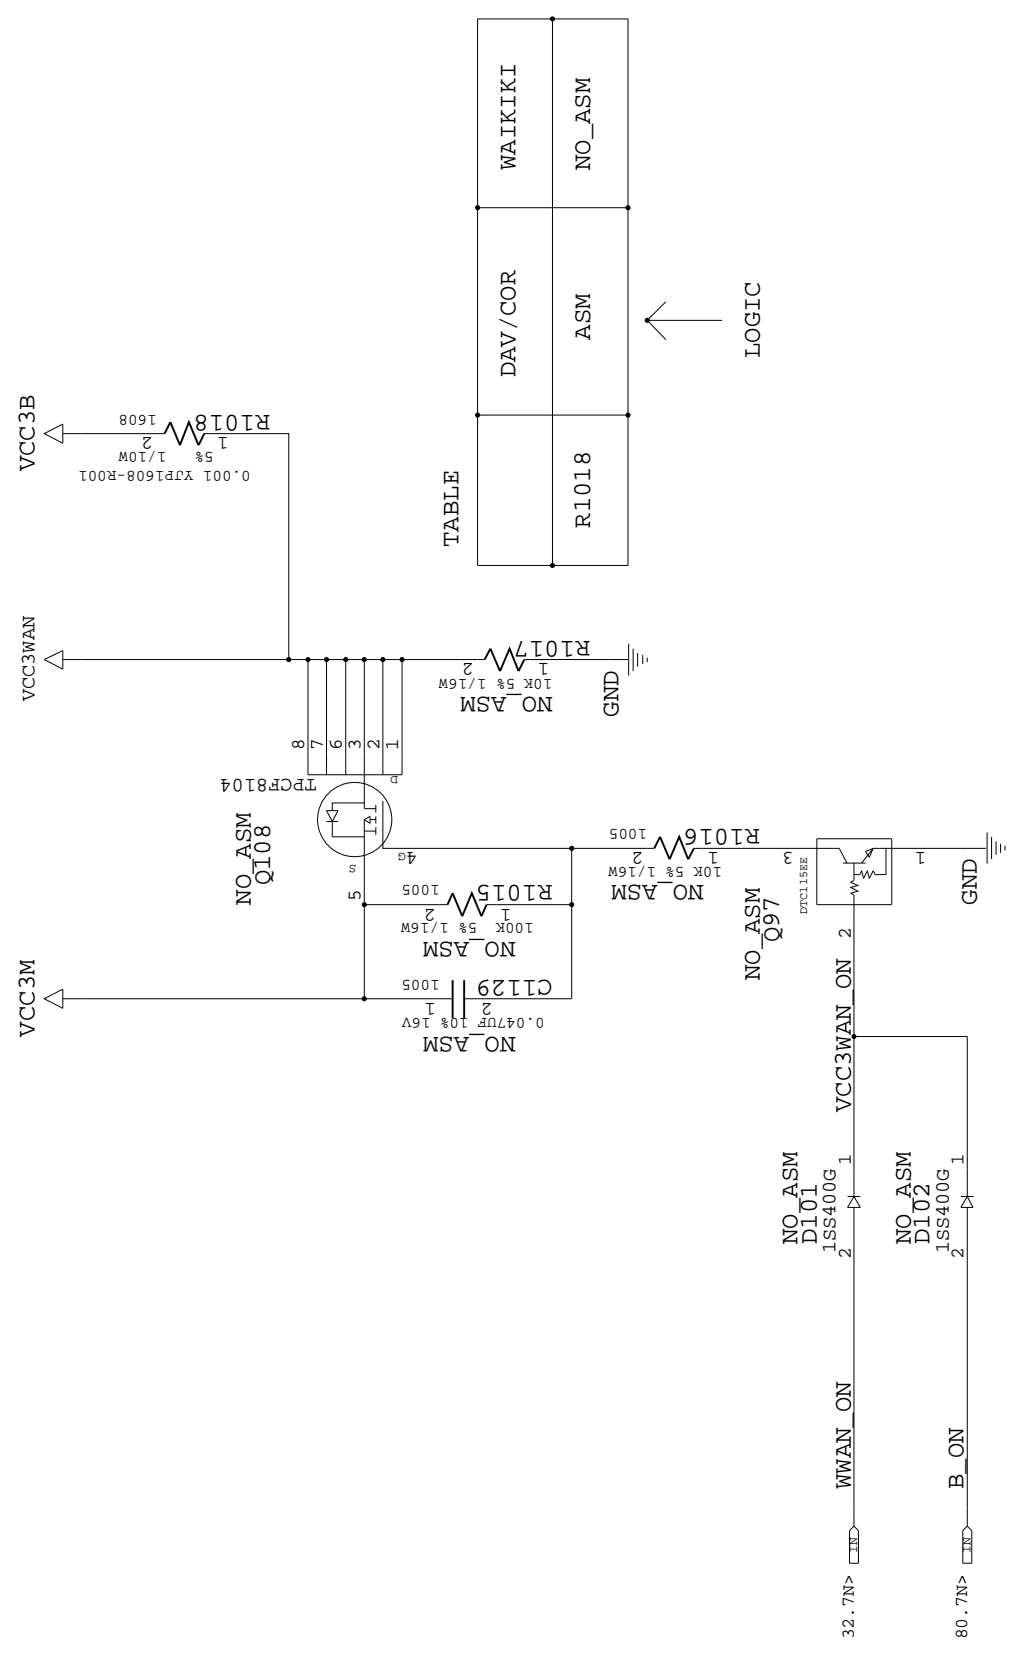 TABLE
WAIKIKI
NO_ASM
DAV/COR
ASM
R1018
LOGIC
VCC3B
1608
2
1
R1018
5%
1/10W
0.001 YJP1608-R001
VCC3WAN
8
7
6
3
2
1
D
TPCF8104
NO_ASM
Q108
S
5
G
4
2
1
R1017
10K 5% 1/16W
NO_ASM
GND
VCC3M
1005
2
1
R1015
100K 5% 1/16W
NO_ASM
1005
1
2
C1129
0.047UF 10% 16V
NO_ASM
1005
2
1
R1016
10K 5% 1/16W
NO_ASM
3
1
2
DTC115EE
NO_ASM
Q97
GND
VCC3WAN_ON
NO_ASM
D101
1SS400G
1
2
NO_ASM
D102
1SS400G
1
2
WWAN_ON
B_ON
IN
IN
32.7N>
80.7N>